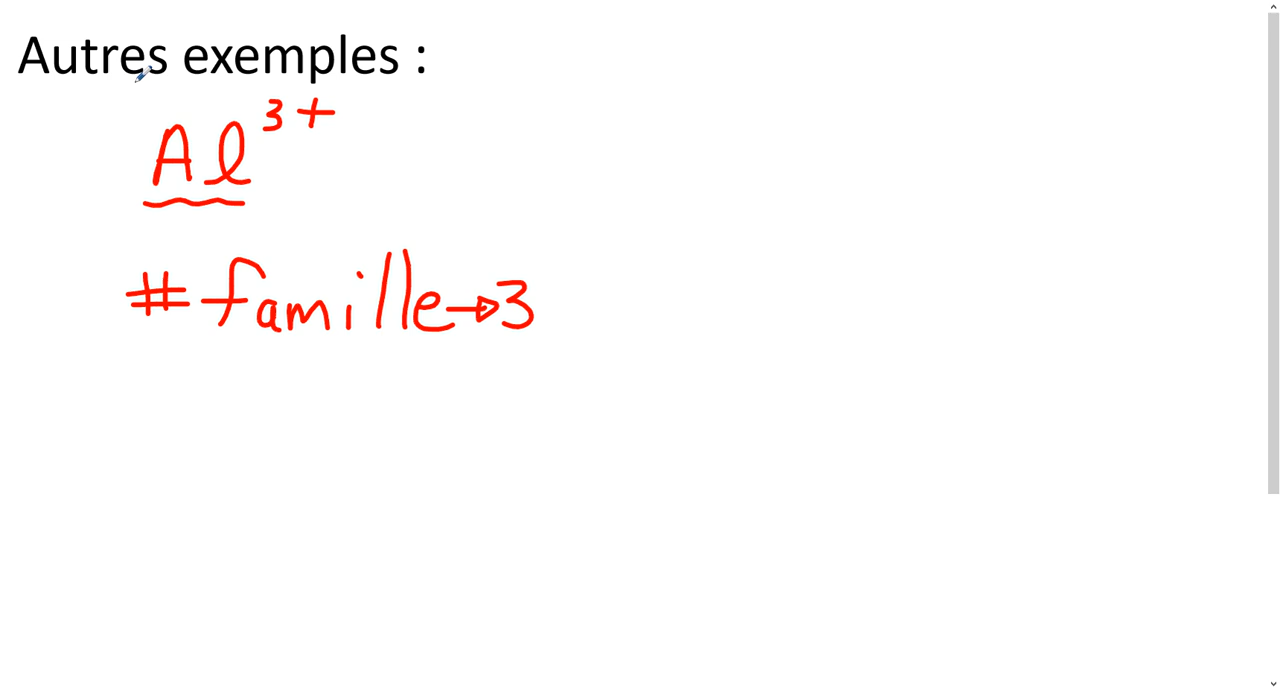 Autres exemples :
Al³⁺
# famille → 3